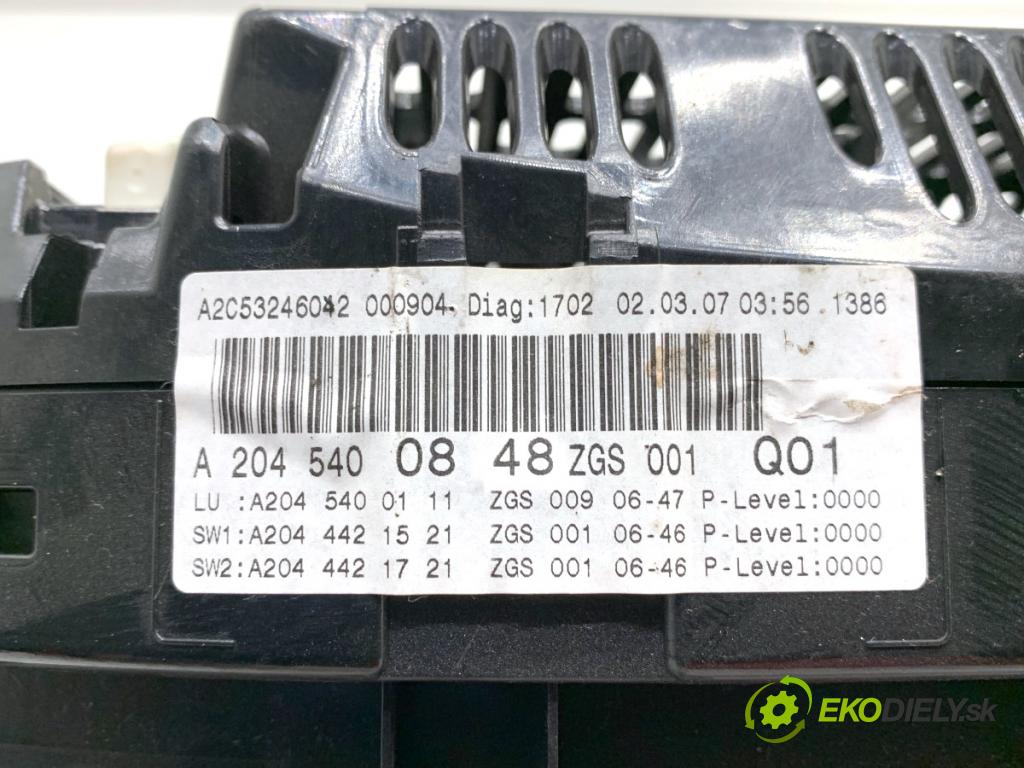 A2C53246042 000904 Diag:1702 02.03.07 03:56 1386
A 204 540 08 48 ZGS 001 Q01
LU :A204 540 01 11 ZGS 009 06-47 P-Level:0000
SW1:A204 442 15 21 ZGS 001 06-46 P-Level:0000
SW2:A204 442 17 21 ZGS 001 06-46 P-Level:0000
EKODIELY.sk